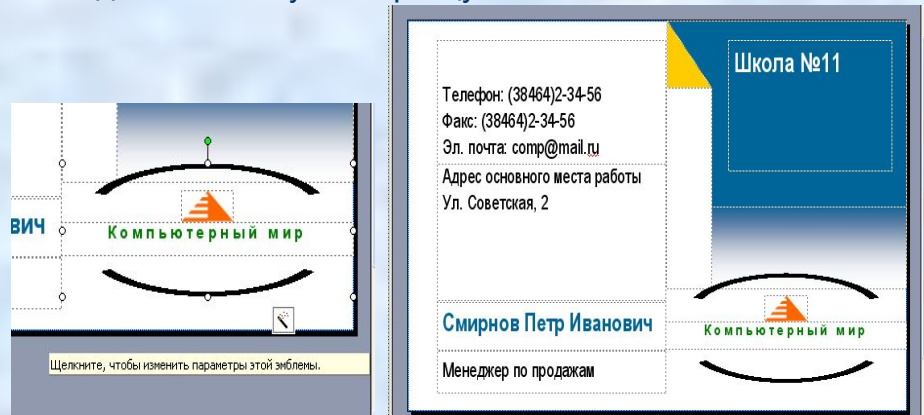 вич
Компьютерный мир
Щелкните, чтобы изменить параметры этой эмблемы.
Школа №11
Телефон: (38464)2-34-56
Факс: (38464)2-34-56
Эл. почта: comp@mail.ru
Адрес основного места работы
Ул. Советская, 2
Смирнов Петр Иванович
Менеджер по продажам
Компьютерный мир